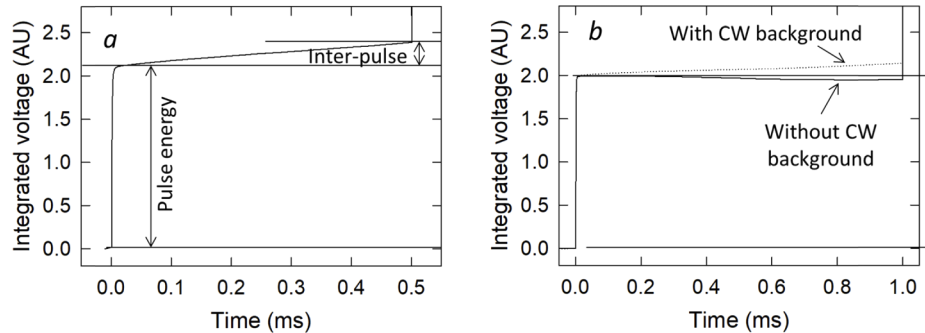 Integrated voltage (AU)
2.5
2.0
1.5
1.0
0.5
0.0
a
Inter-pulse
Pulse energy
0.0 0.1 0.2 0.3 0.4 0.5
Time (ms)
Integrated voltage (AU)
2.5
2.0
1.5
1.0
0.5
0.0
b
With CW
background
Without CW
background
0.0 0.2 0.4 0.6 0.8 1.0
Time (ms)